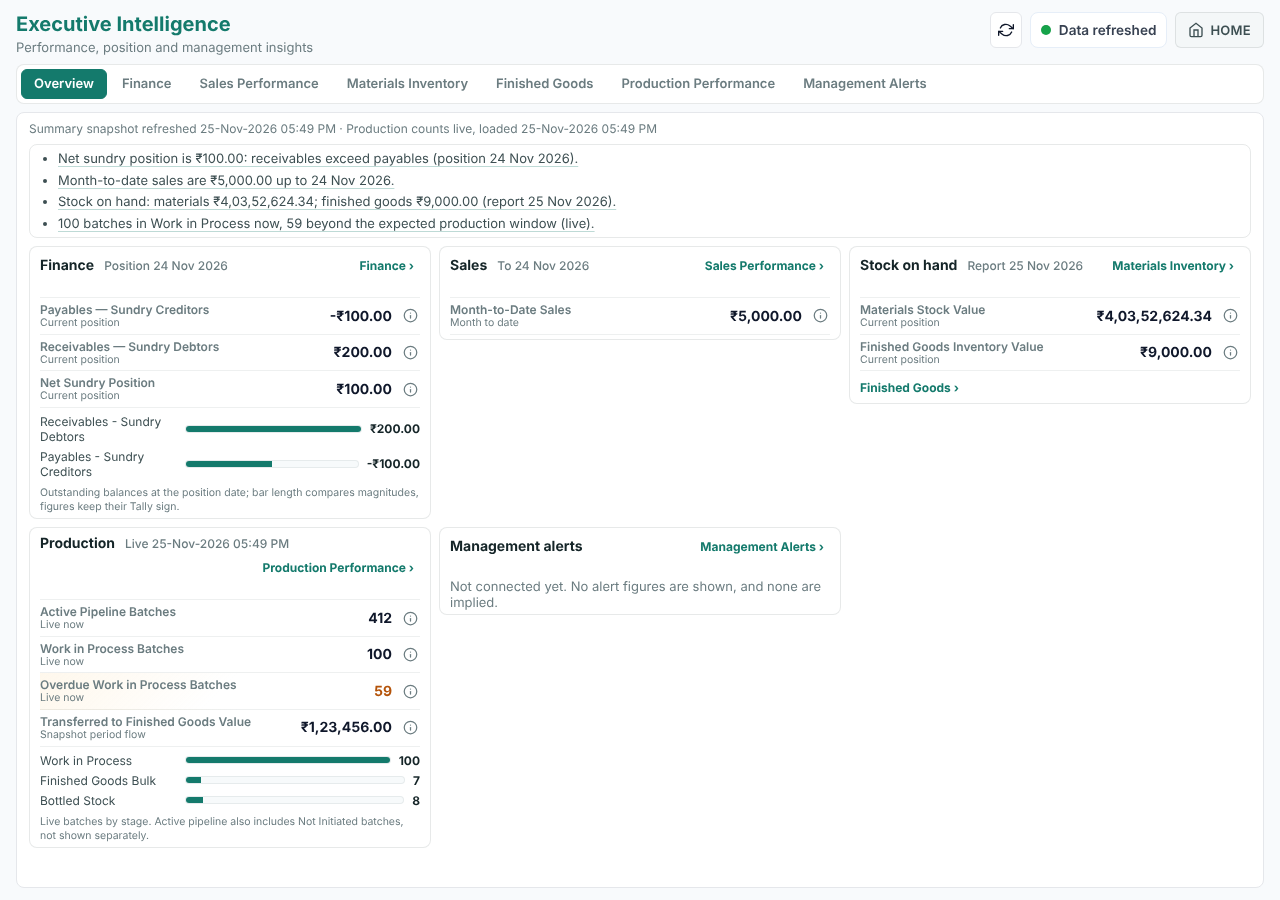 Executive Intelligence
Performance, position and management insights
Data refreshed
HOME
Overview
Finance
Sales Performance
Materials Inventory
Finished Goods
Production Performance
Management Alerts
Summary snapshot refreshed 25-Nov-2026 05:49 PM · Production counts live, loaded 25-Nov-2026 05:49 PM
• Net sundry position is ₹100.00: receivables exceed payables (position 24 Nov 2026).
• Month-to-date sales are ₹5,000.00 up to 24 Nov 2026.
• Stock on hand: materials ₹4,03,52,624.34; finished goods ₹9,000.00 (report 25 Nov 2026).
• 100 batches in Work in Process now, 59 beyond the expected production window (live).
Finance Position 24 Nov 2026 Finance ›
Payables — Sundry Creditors
Current position
-₹100.00
Receivables — Sundry Debtors
Current position
₹200.00
Net Sundry Position
Current position
₹100.00
Receivables - Sundry
Debtors
₹200.00
Payables - Sundry
Creditors
-₹100.00
Outstanding balances at the position date; bar length compares magnitudes,
figures keep their Tally sign.
Sales To 24 Nov 2026 Sales Performance ›
Month-to-Date Sales
Month to date
₹5,000.00
Stock on hand Report 25 Nov 2026 Materials Inventory ›
Materials Stock Value
Current position
₹4,03,52,624.34
Finished Goods Inventory Value
Current position
₹9,000.00
Finished Goods ›
Production Live 25-Nov-2026 05:49 PM
Production Performance ›
Active Pipeline Batches
Live now
412
Work in Process Batches
Live now
100
Overdue Work in Process Batches
Live now
59
Transferred to Finished Goods Value
Snapshot period flow
₹1,23,456.00
Work in Process 100
Finished Goods Bulk 7
Bottled Stock 8
Live batches by stage. Active pipeline also includes Not Initiated batches,
not shown separately.
Management alerts Management Alerts ›
Not connected yet. No alert figures are shown, and none are
implied.